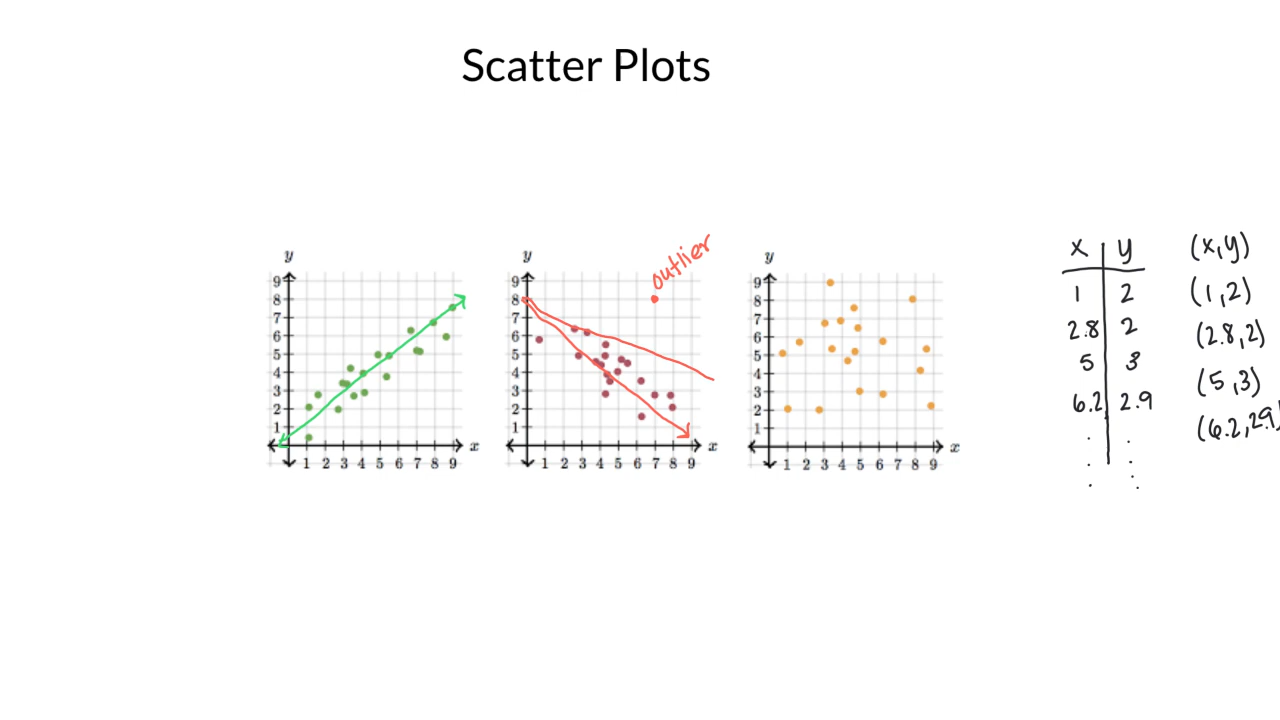 Scatter Plots
y
9
8
7
6
5
4
3
2
1
1 2 3 4 5 6 7 8 9 x
y
outlier
9
8
7
6
5
4
3
2
1
1 2 3 4 5 6 7 8 9 x
y
9
8
7
6
5
4
3
2
1
1 2 3 4 5 6 7 8 9 x
x y (x,y)
1 2 (1,2)
2.8 2 (2.8,2)
5 3 (5,3)
6.2 2.9 (6.2,2.9)